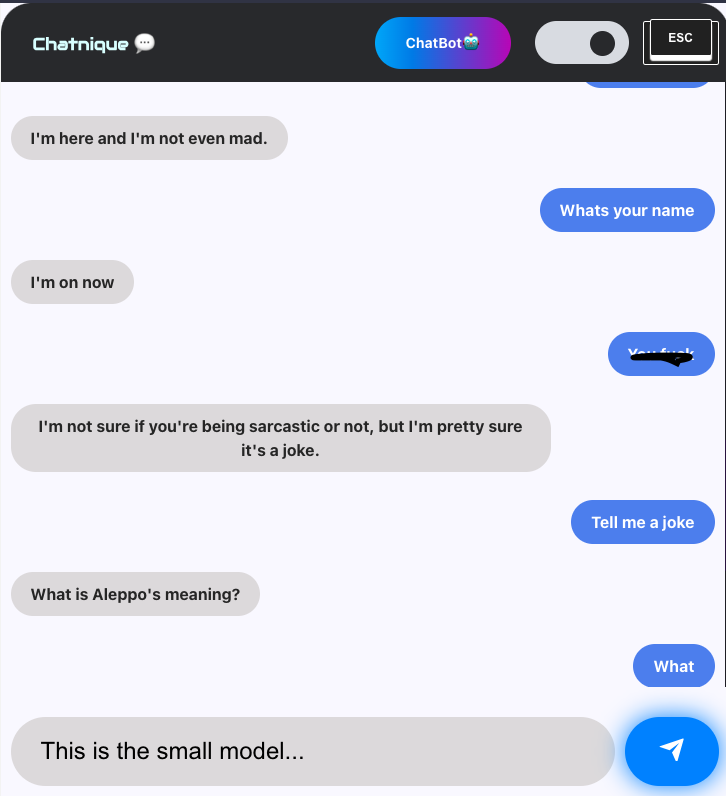 Chatnique
ChatBot
ESC
I'm here and I'm not even mad.
Whats your name
I'm on now
You
I'm not sure if you're being sarcastic or not, but I'm pretty sure
it's a joke.
Tell me a joke
What is Aleppo's meaning?
What
This is the small model...